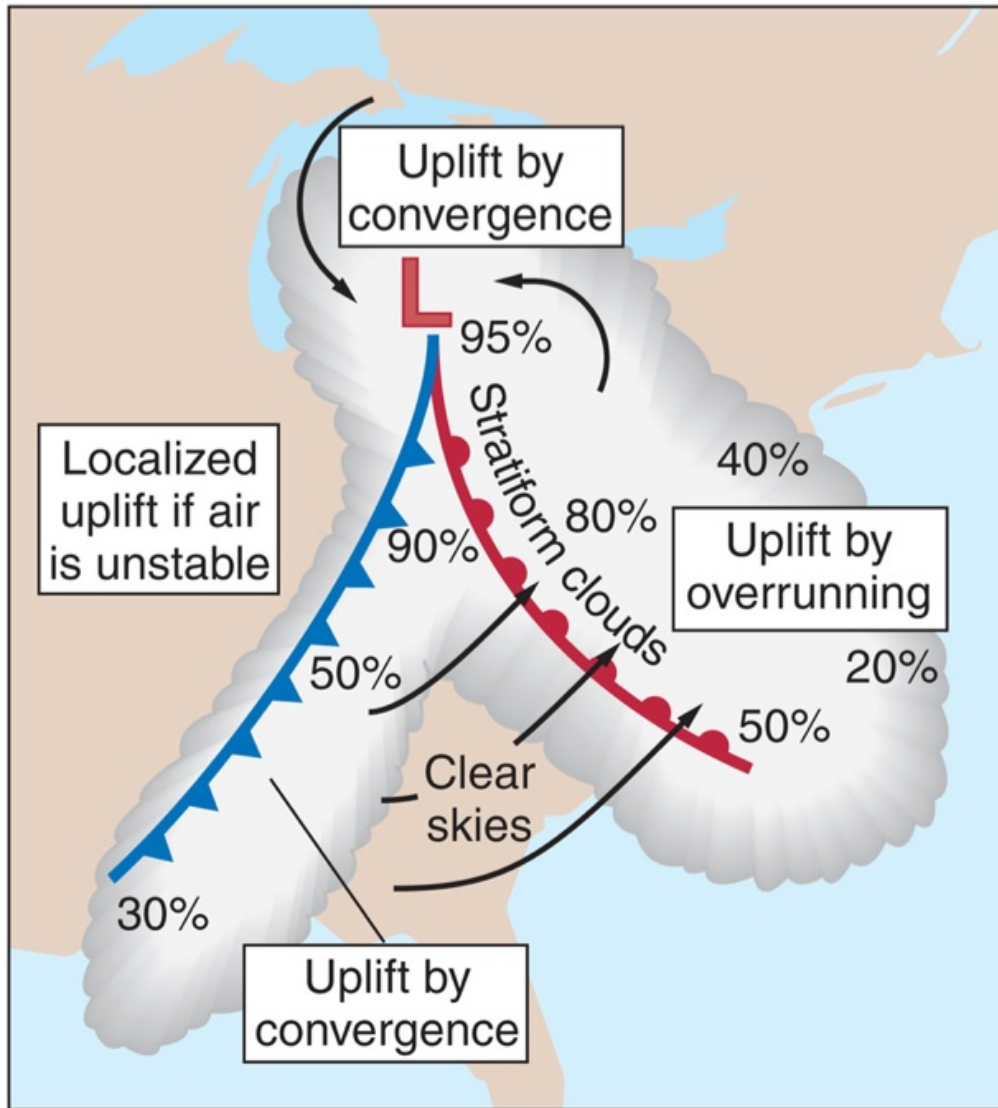 Uplift by
convergence
L
95%
Stratiform clouds
40%
80%
Localized
uplift if air
is unstable
90%
Uplift by
overrunning
50%
20%
50%
Clear
skies
30%
Uplift by
convergence